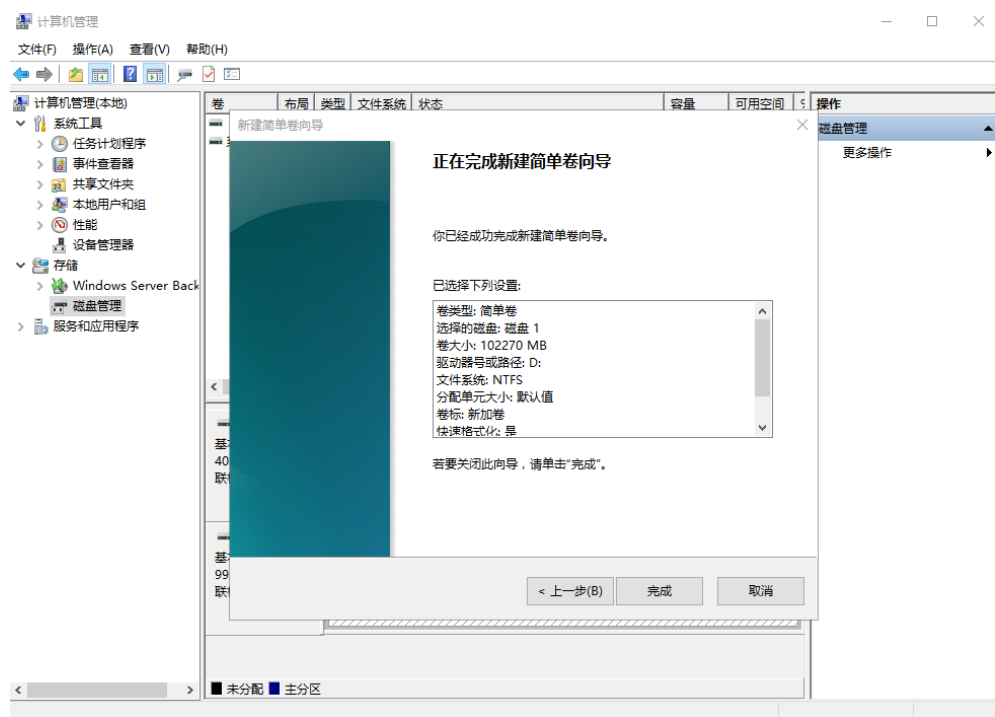 计算机管理
文件(F) 操作(A) 查看(V) 帮助(H)
计算机管理(本地)
系统工具
任务计划程序
事件查看器
共享文件夹
本地用户和组
性能
设备管理器
存储
Windows Server Back
磁盘管理
服务和应用程序
卷 布局 类型 文件系统 状态 容量 可用空间
新建简单卷向导
正在完成新建简单卷向导
你已经成功完成新建简单卷向导。
已选择下列设置:
卷类型: 简单卷
选择的磁盘: 磁盘 1
卷大小: 102270 MB
驱动器号或路径: D:
文件系统: NTFS
分配单元大小: 默认值
卷标: 新加卷
快速格式化: 是
若要关闭此向导，请单击"完成"。
< 上一步(B) 完成 取消
基
40
联
基
99
联
未分配 主分区
操作
磁盘管理
更多操作